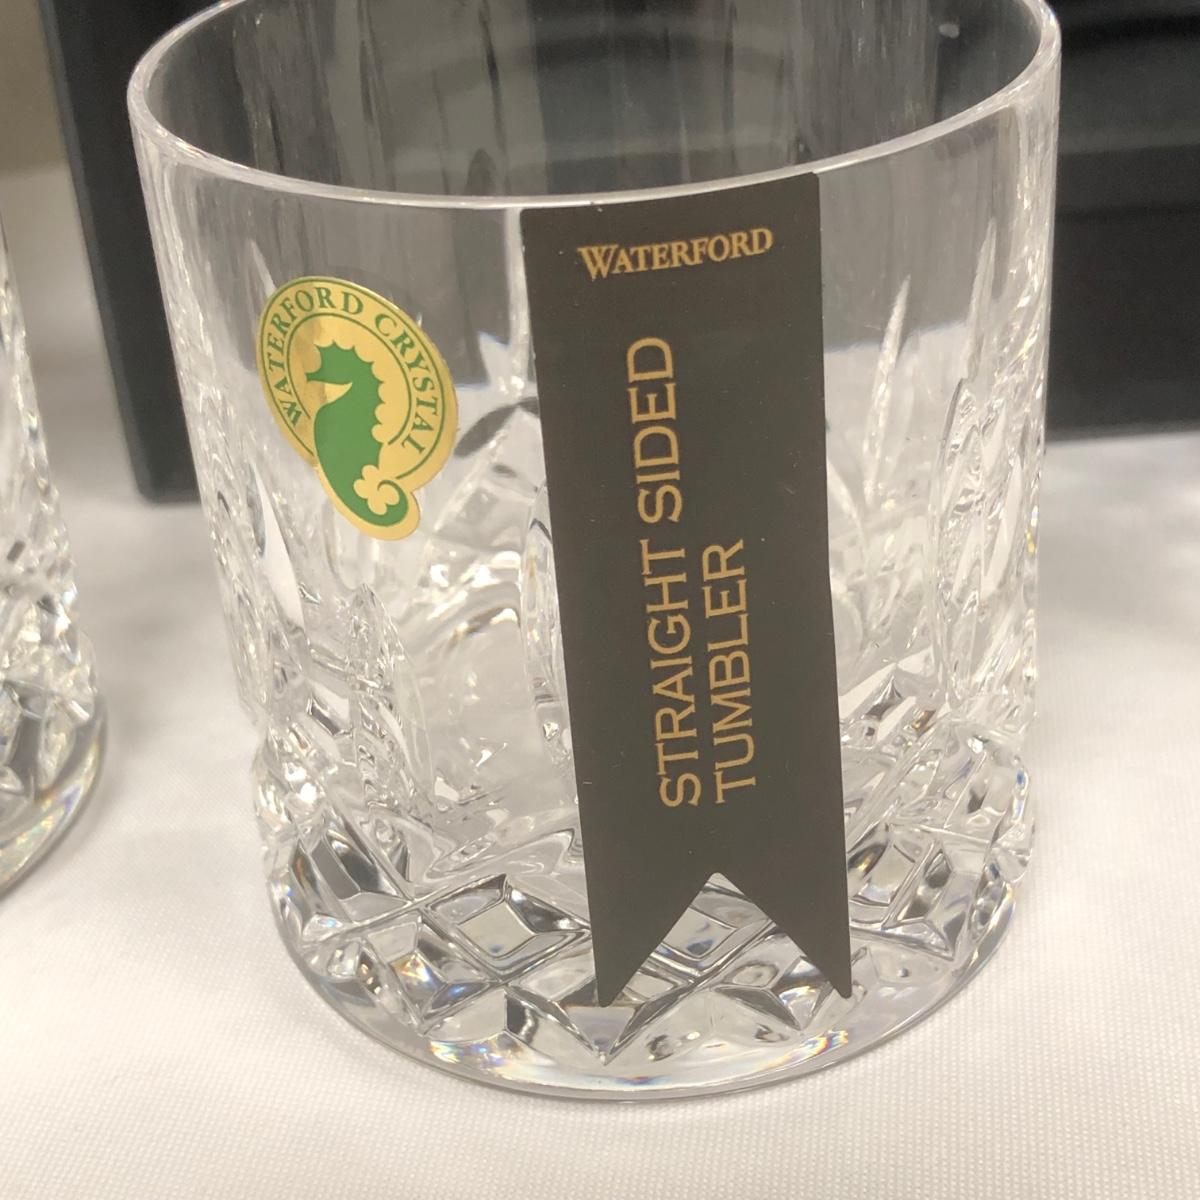 WATERFORD CRYSTAL
WATERFORD
STRAIGHT SIDED
TUMBLER